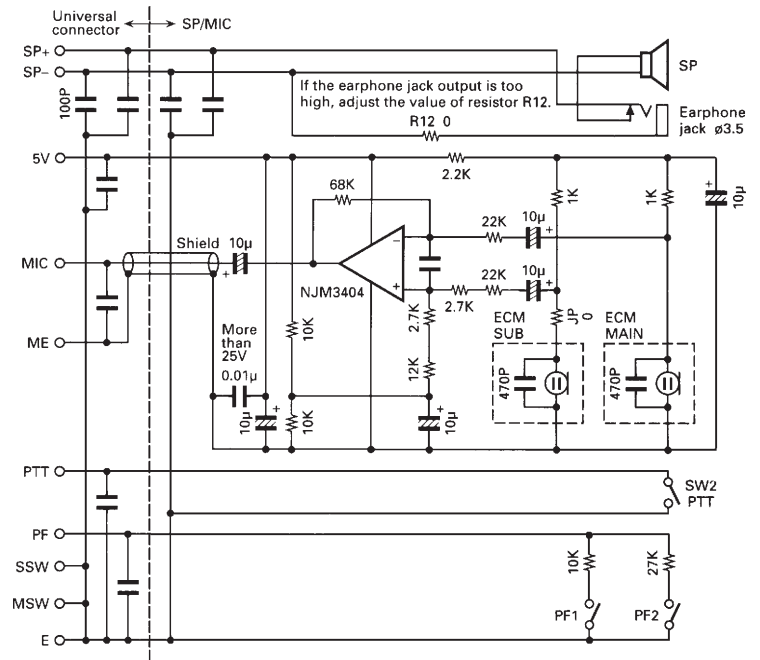 Universal
connector
SP/MIC
SP+
SP−
100P
SP
If the earphone jack output is too
high, adjust the value of resistor R12.
R12 0
Earphone
jack ø3.5
5V
2.2K
68K
1K
1K
10μ
22K
10μ
Shield
10μ
MIC
NJM3404
−
+
22K
10μ
2.7K
2.7K
ME
More
than
25V
0.01μ
10K
12K
ECM
SUB
JP
0
ECM
MAIN
470P
470P
10μ
10K
10μ
PTT
SW2
PTT
PF
SSW
10K
27K
MSW
PF1
PF2
E